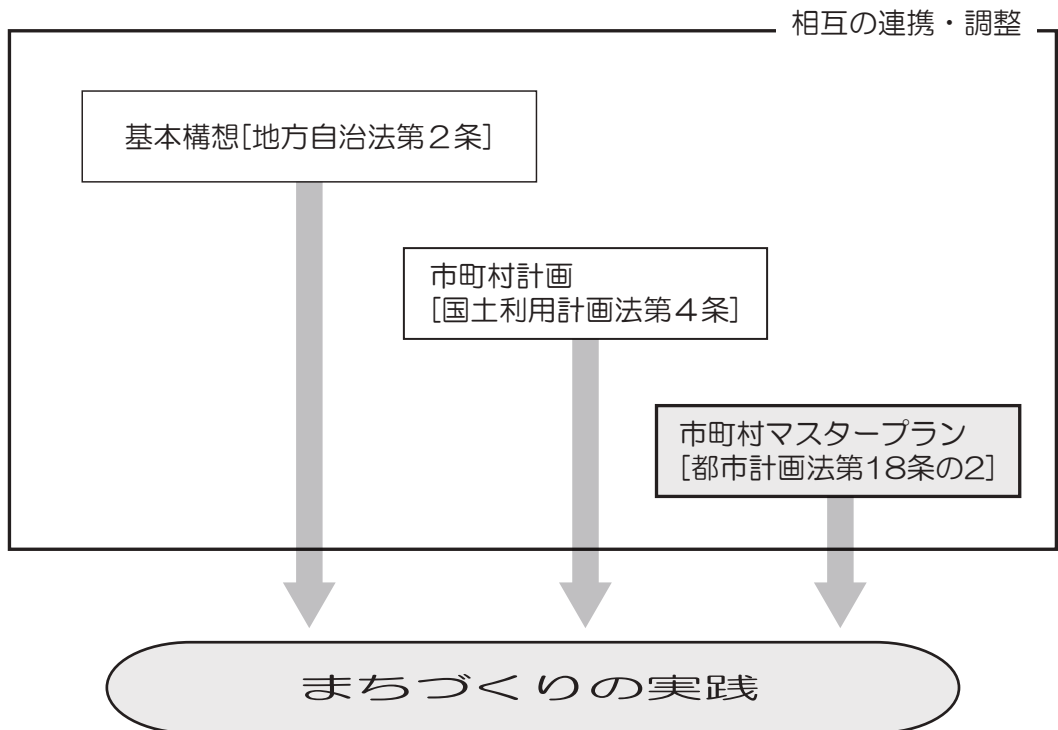 相互の連携・調整
基本構想[地方自治法第２条]
市町村計画
[国土利用計画法第４条]
市町村マスタープラン
[都市計画法第18条の2]
まちづくりの実践